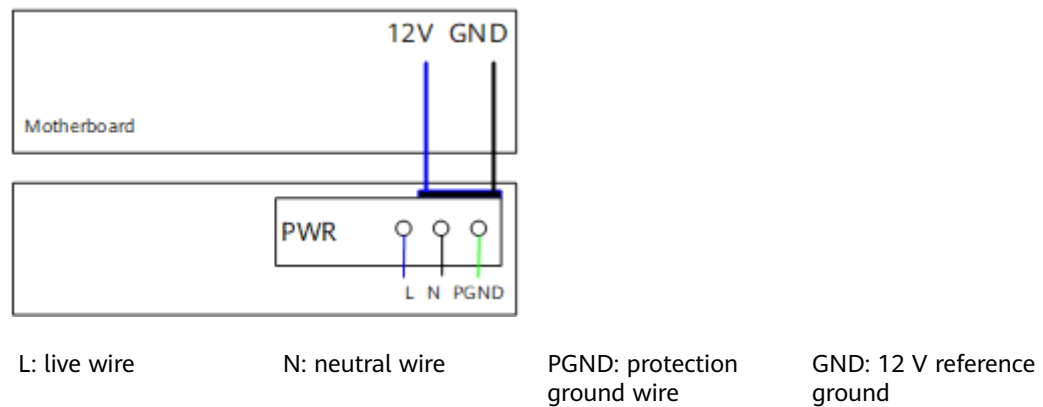 12V GND
Motherboard
PWR
L N PGND
L: live wire
N: neutral wire
PGND: protection
ground wire
GND: 12 V reference
ground